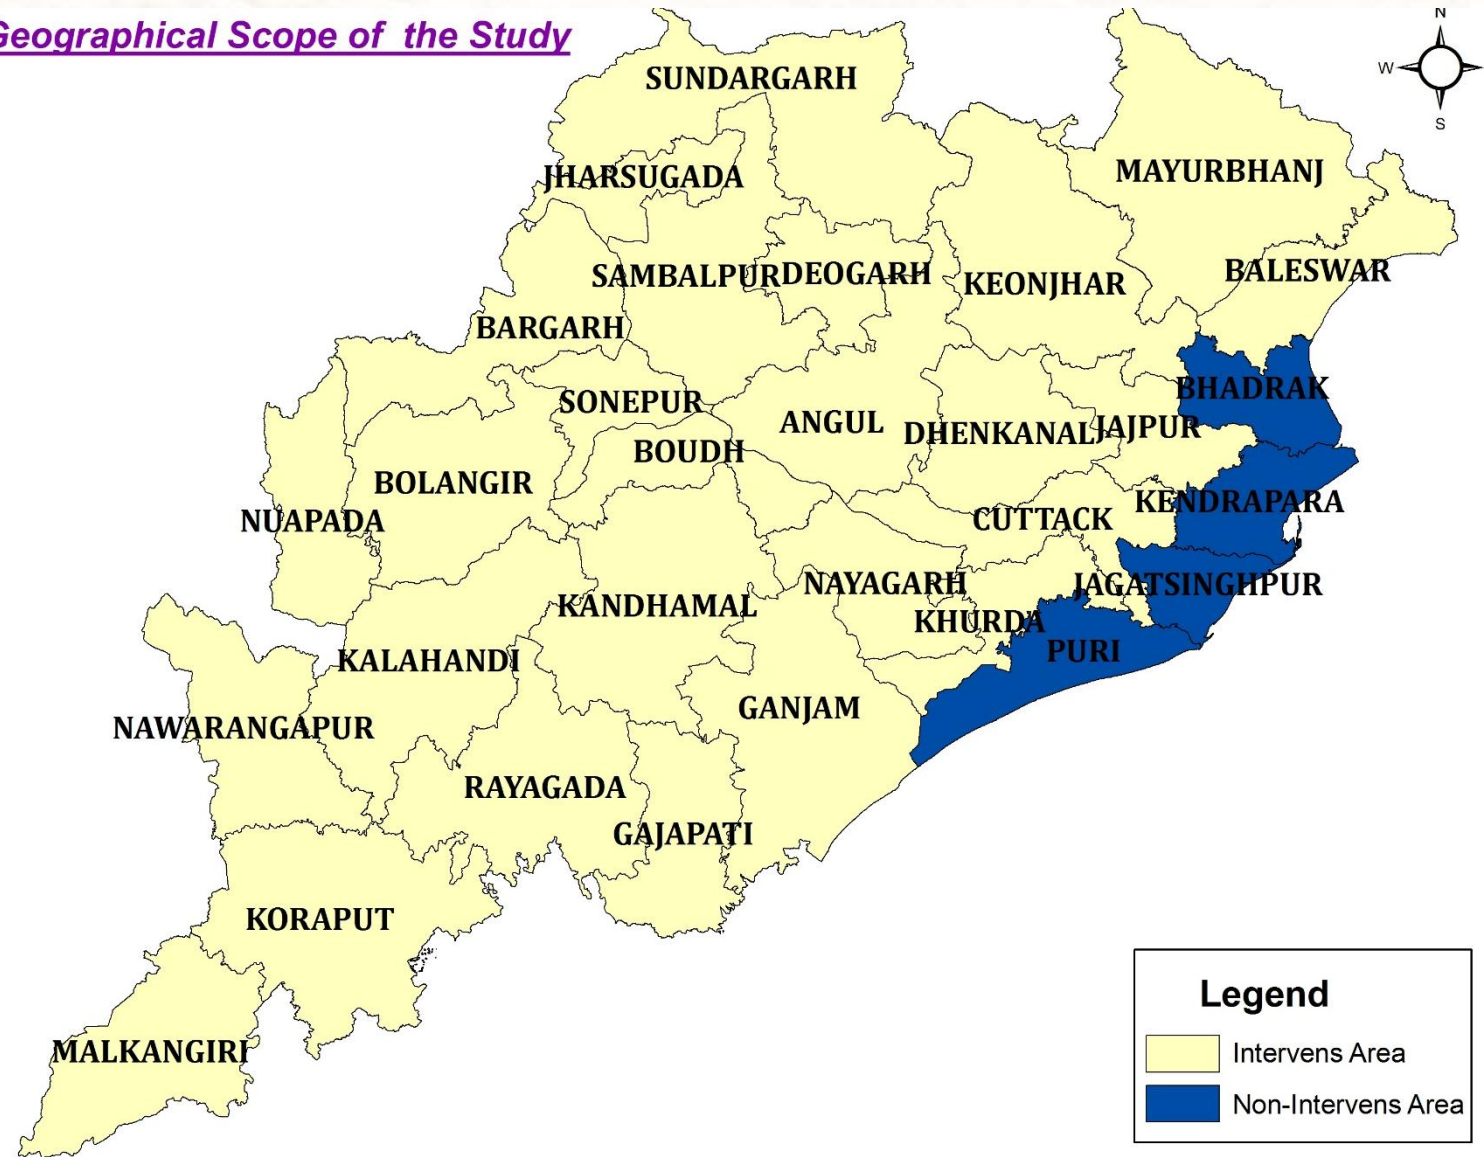 Geographical Scope of the Study
N
W
S
SUNDARGARH
JHARSUGADA
MAYURBHANJ
SAMBALPUR
DEOGARH
KEONJHAR
BALESWAR
BARGARH
BHADRAK
SONEPUR
ANGUL
DHENKANAL
JAJPUR
BOUDH
BOLANGIR
KENDRAPARA
NUAPADA
CUTTACK
NAYAGARH
JAGATSINGHPUR
KANDHAMAL
KHURDA
PURI
KALAHANDI
GANJAM
NAWARANGAPUR
RAYAGADA
GAJAPATI
KORAPUT
MALKANGIRI
Legend
Intervens Area
Non-Intervens Area